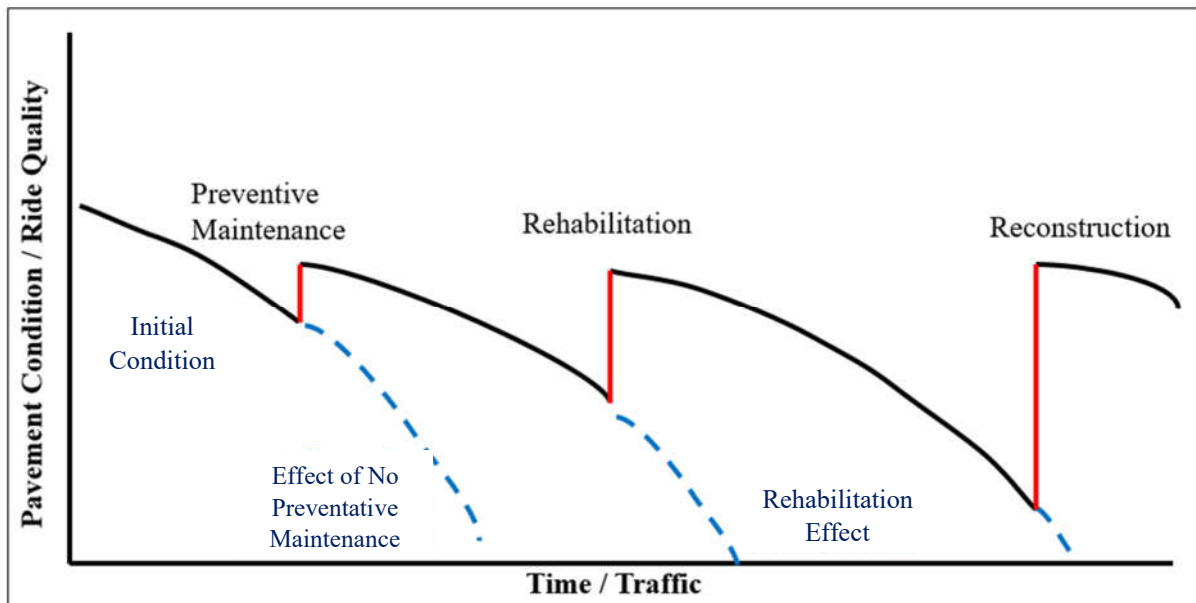 Pavement Condition / Ride Quality
Preventive
Maintenance
Rehabilitation
Reconstruction
Initial
Condition
Effect of No
Preventative
Maintenance
Rehabilitation
Effect
Time / Traffic